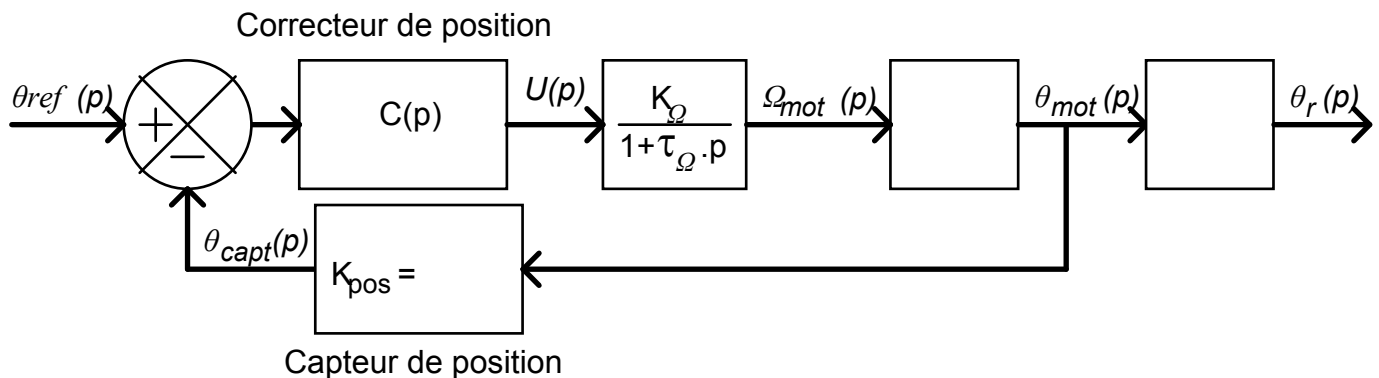 Correcteur de position
θref (p)
+
−
C(p)
U(p)
K_Ω
1+τ_Ω.p
Ω_mot (p)
θ_mot (p)
θ_r (p)
θ_capt(p)
K_pos =
Capteur de position